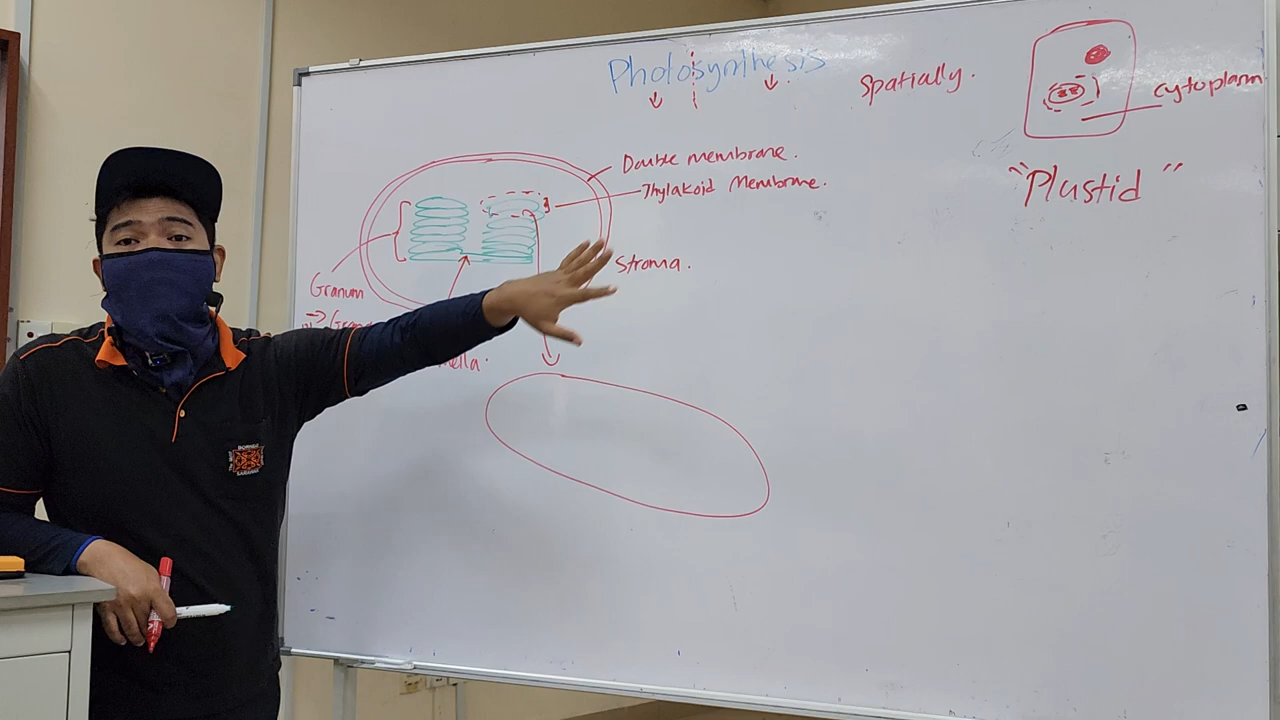 Photosynthesis
Spatially.
cytoplasm
"Plastid"
Double membrane.
Thylakoid Membrane.
Stroma.
Granum